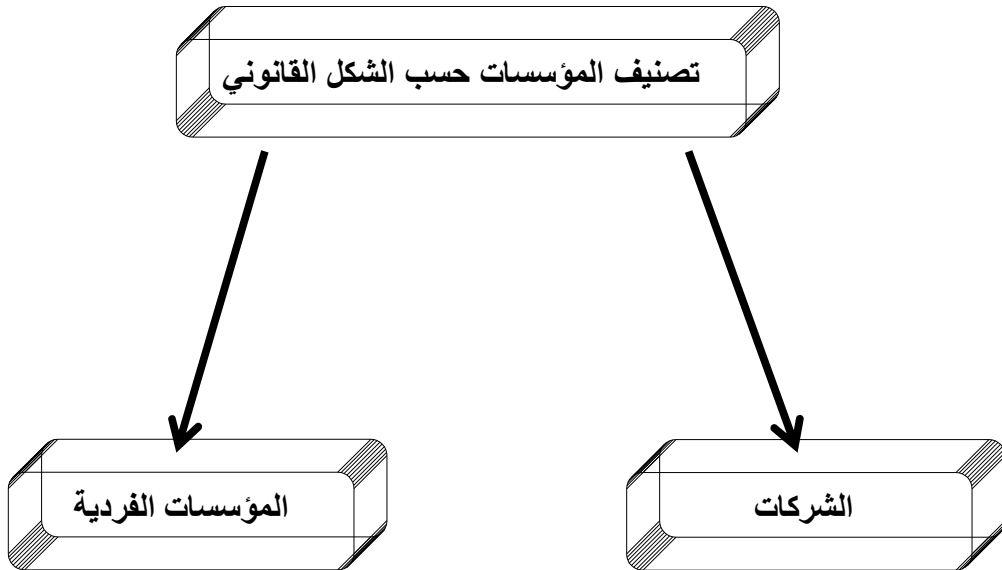 تصنيف المؤسسات حسب الشكل القانوني
الشركات
المؤسسات الفردية